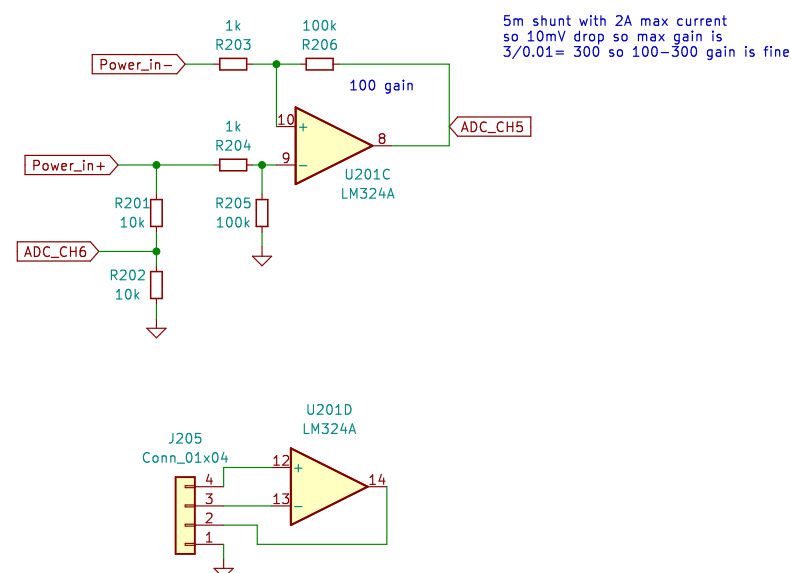 1k
R203
100k
R206
5m shunt with 2A max current
so 10mV drop so max gain is
3/0.01= 300 so 100-300 gain is fine
Power_in-
100 gain
10
+
8
ADC_CH5
1k
R204
9
-
Power_in+
U201C
LM324A
R201
10k
R205
100k
ADC_CH6
R202
10k
U201D
LM324A
J205
Conn_01x04
12
+
4
14
3
13
-
2
1